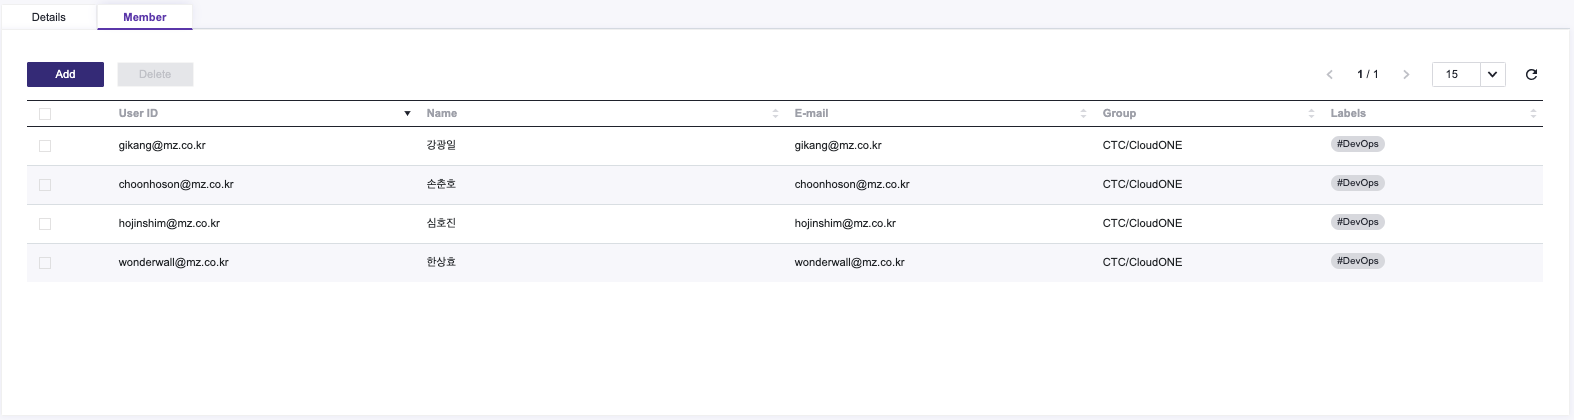 Details Member
Add Delete 1 / 1 15
User ID Name E-mail Group Labels
gikang@mz.co.kr 강광일 gikang@mz.co.kr CTC/CloudONE #DevOps
choonhoson@mz.co.kr 손춘호 choonhoson@mz.co.kr CTC/CloudONE #DevOps
hojinshim@mz.co.kr 심호진 hojinshim@mz.co.kr CTC/CloudONE #DevOps
wonderwall@mz.co.kr 한상효 wonderwall@mz.co.kr CTC/CloudONE #DevOps